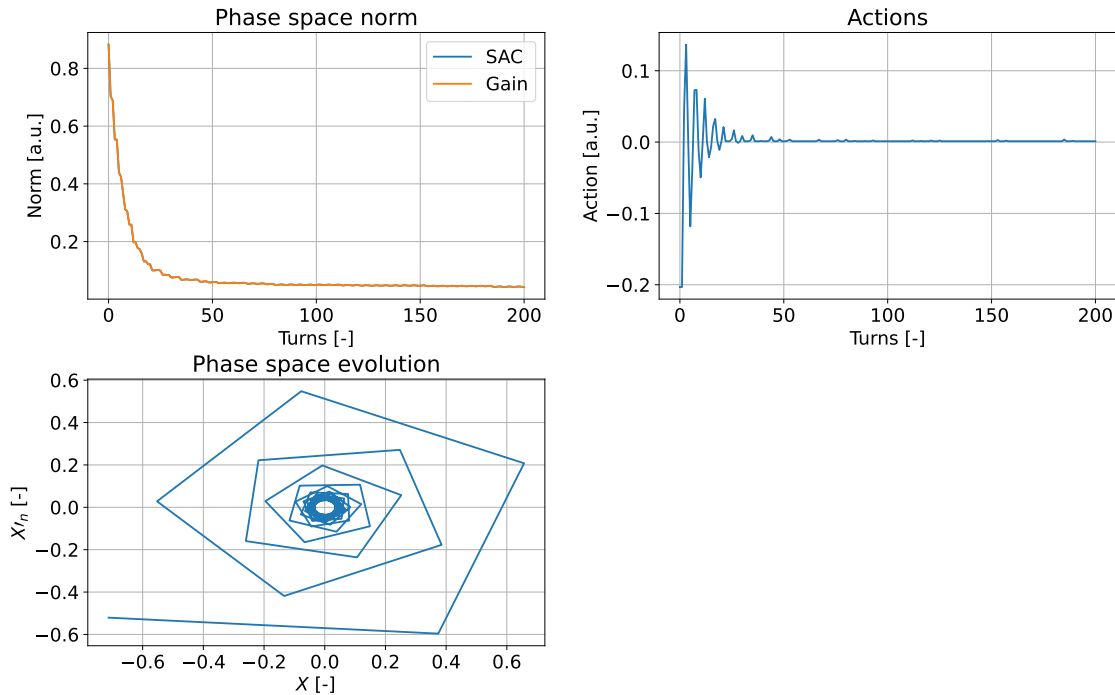 Phase space norm
Norm [a.u.]
0.8
0.6
0.4
0.2
SAC
Gain
0 50 100 150 200
Turns [-]
Actions
Action [a.u.]
0.1
0.0
−0.1
−0.2
0 50 100 150 200
Turns [-]
Phase space evolution
X′n [-]
0.6
0.4
0.2
0.0
−0.2
−0.4
−0.6
−0.6 −0.4 −0.2 0.0 0.2 0.4 0.6
X [-]